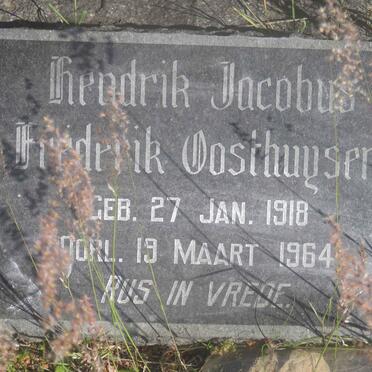 Hendrik Jacobus
Frederik Oosthuysen
GEB. 27 JAN. 1918
OORL. 19 MAART 1964
RUS IN VREDE.